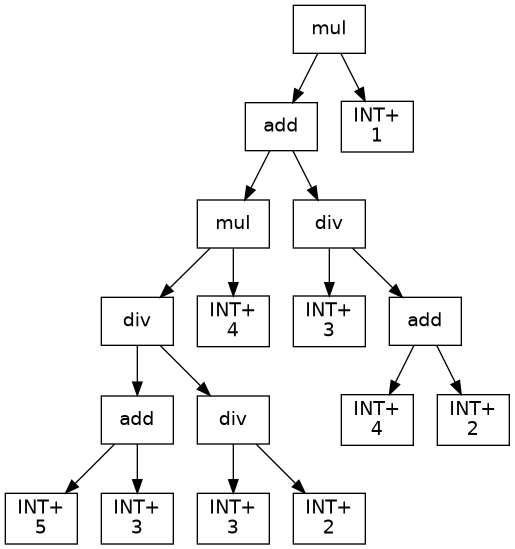 mul
add
INT+
1
mul
div
div
INT+
4
INT+
3
add
add
div
INT+
4
INT+
2
INT+
5
INT+
3
INT+
3
INT+
2